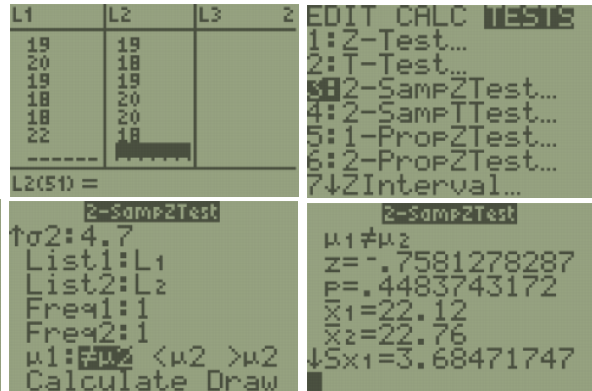 L1 L2 L3 2
19 19
20 18
19 19
18 20
18 20
22 18
------
L2(51) =
EDIT CALC TESTS
1:Z-Test…
2:T-Test…
3:2-SampZTest…
4:2-SampTTest…
5:1-PropZTest…
6:2-PropZTest…
7↓ZInterval…
2-SampZTest
↑σ2:4.7
List1:L₁
List2:L₂
Freq1:1
Freq2:1
μ1:≠μ2 <μ2 >μ2
Calculate Draw
2-SampZTest
μ₁≠μ₂
z=⁻.7581278287
P=.4483743172
x̄₁=22.12
x̄₂=22.76
↓Sx₁=3.68471747